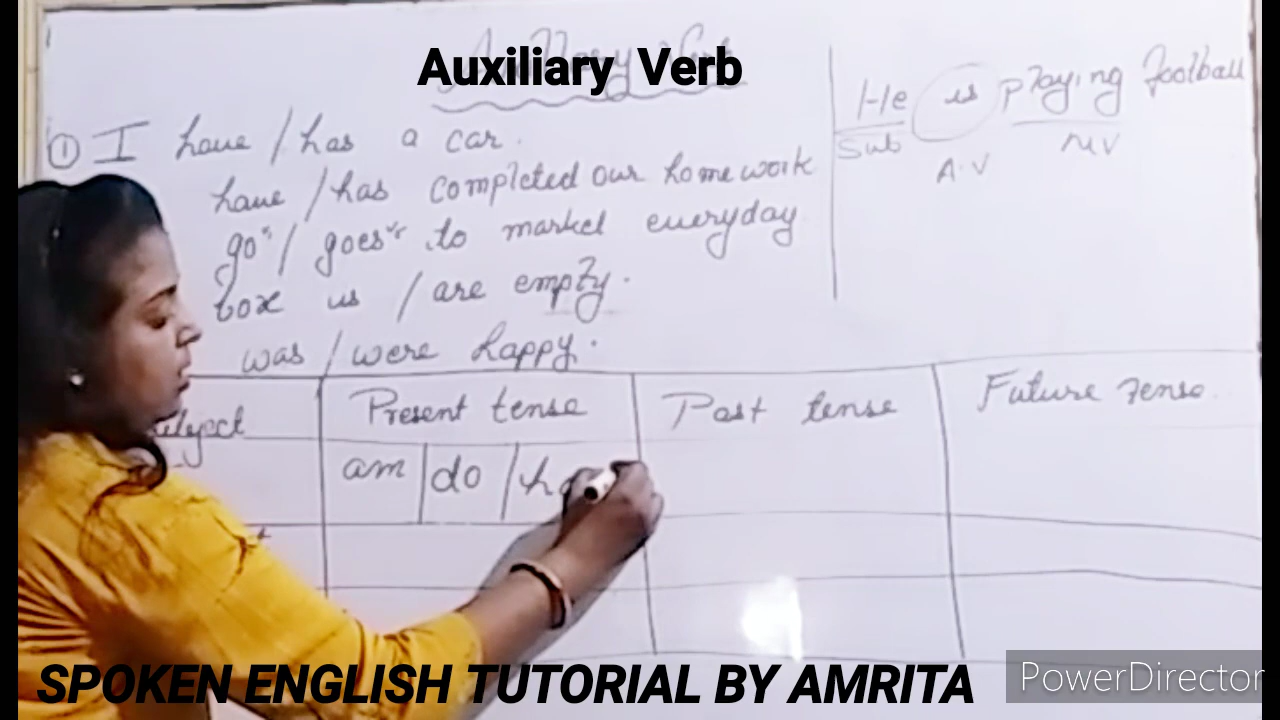 Auxiliary Verb
① I have / has a car.
have / has completed our homework
go / goes to market everyday
box is / are empty.
was / were happy.
He is playing football
Sub A.V MV
Present tense Past tense Future Tense.
am do / ha
SPOKEN ENGLISH TUTORIAL BY AMRITA
PowerDirector